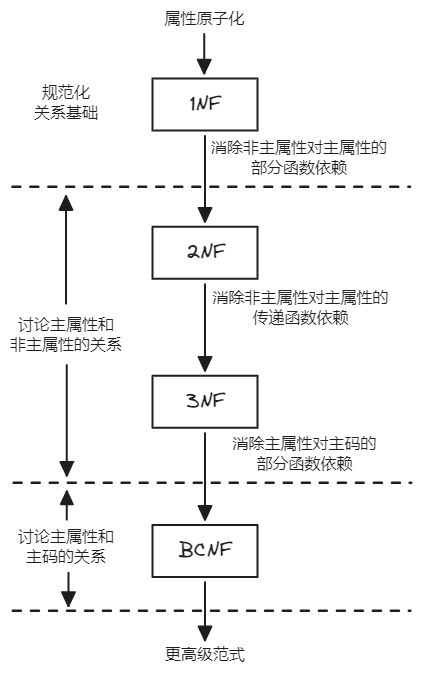 属性原子化
规范化
关系基础
1NF
消除非主属性对主属性的
部分函数依赖
2NF
消除非主属性对主属性的
传递函数依赖
讨论主属性和
非主属性的关系
3NF
消除主属性对主码的
部分函数依赖
讨论主属性和
主码的关系
BCNF
更高级范式